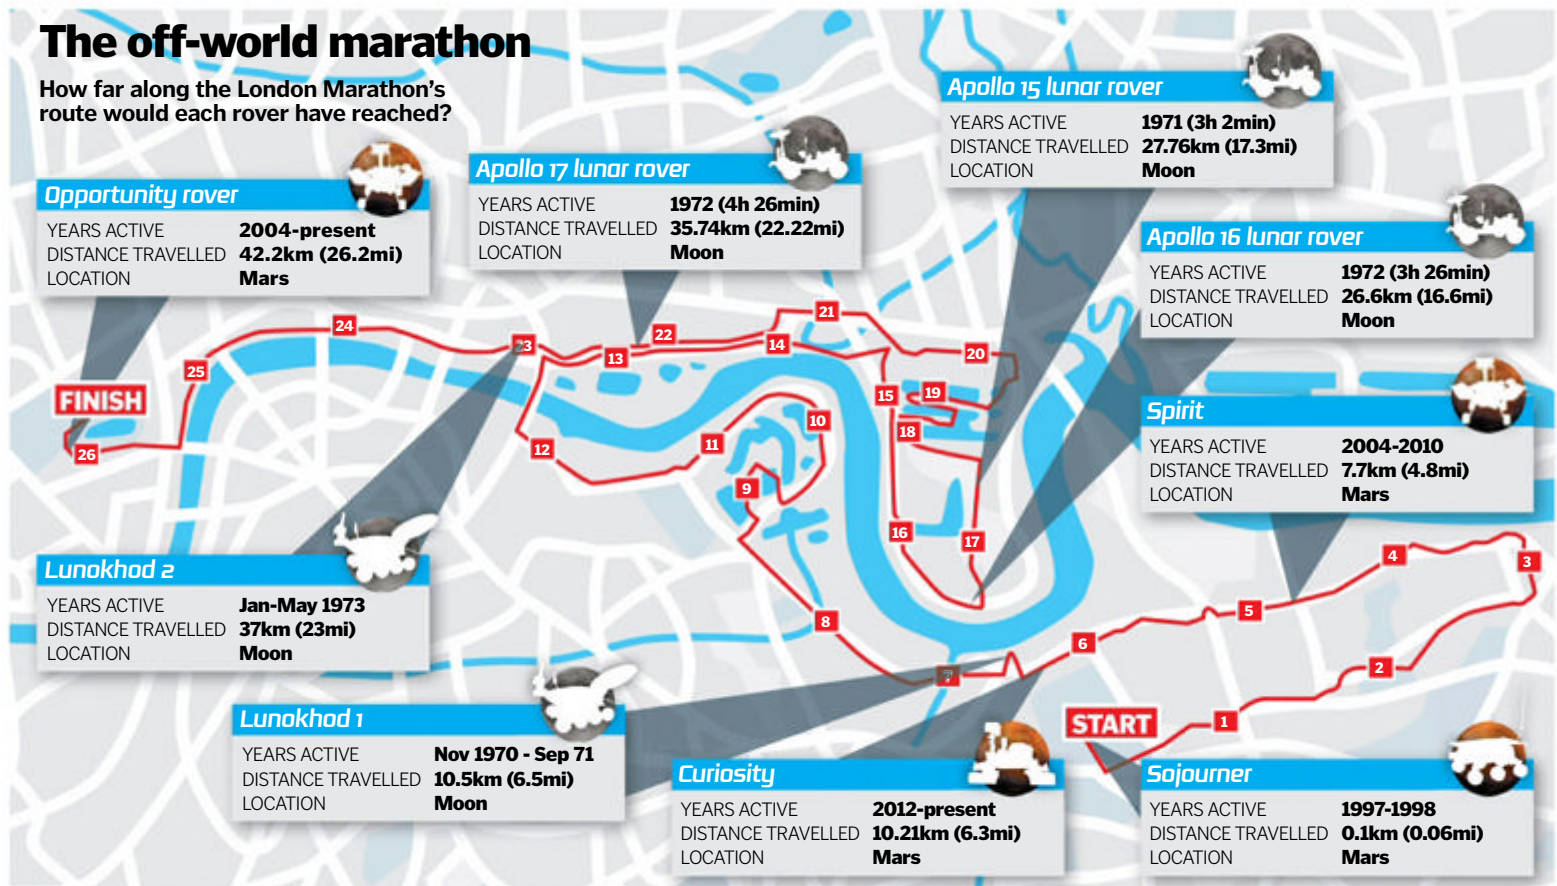 The off-world marathon
How far along the London Marathon's
route would each rover have reached?
Opportunity rover
YEARS ACTIVE 2004-present
DISTANCE TRAVELLED 42.2km (26.2mi)
LOCATION Mars
Apollo 17 lunar rover
YEARS ACTIVE 1972 (4h 26min)
DISTANCE TRAVELLED 35.74km (22.22mi)
LOCATION Moon
Apollo 15 lunar rover
YEARS ACTIVE 1971 (3h 2min)
DISTANCE TRAVELLED 27.76km (17.3mi)
LOCATION Moon
Apollo 16 lunar rover
YEARS ACTIVE 1972 (3h 26min)
DISTANCE TRAVELLED 26.6km (16.6mi)
LOCATION Moon
Spirit
YEARS ACTIVE 2004-2010
DISTANCE TRAVELLED 7.7km (4.8mi)
LOCATION Mars
Lunokhod 2
YEARS ACTIVE Jan-May 1973
DISTANCE TRAVELLED 37km (23mi)
LOCATION Moon
Lunokhod 1
YEARS ACTIVE Nov 1970 - Sep 71
DISTANCE TRAVELLED 10.5km (6.5mi)
LOCATION Moon
Curiosity
YEARS ACTIVE 2012-present
DISTANCE TRAVELLED 10.21km (6.3mi)
LOCATION Mars
Sojourner
YEARS ACTIVE 1997-1998
DISTANCE TRAVELLED 0.1km (0.06mi)
LOCATION Mars
START
1
2
3
4
5
6
7
8
9
10
11
12
13
14
15
16
17
18
19
20
21
22
23
24
25
26
FINISH